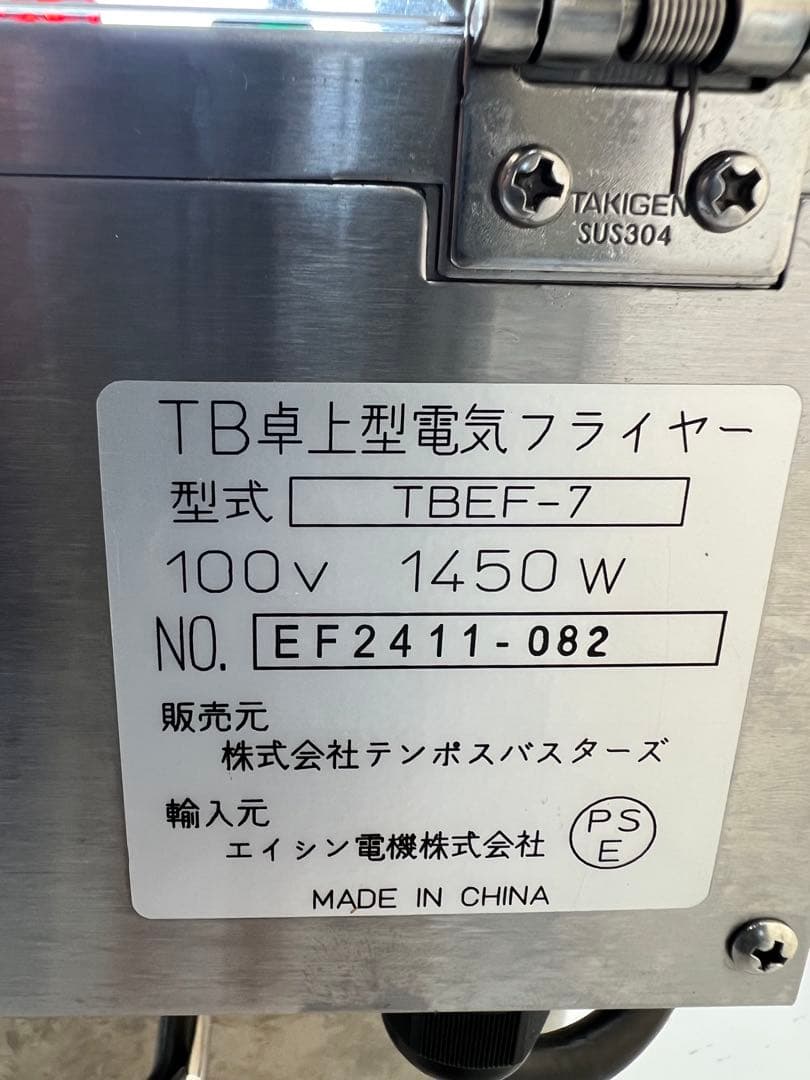 TAKIGEN
SUS304
TB卓上型電気フライヤー
型式 TBEF-7
100V 1450W
NO. EF2411-082
販売元
株式会社テンポスバスターズ
輸入元
エイシン電機株式会社
PS
E
MADE IN CHINA